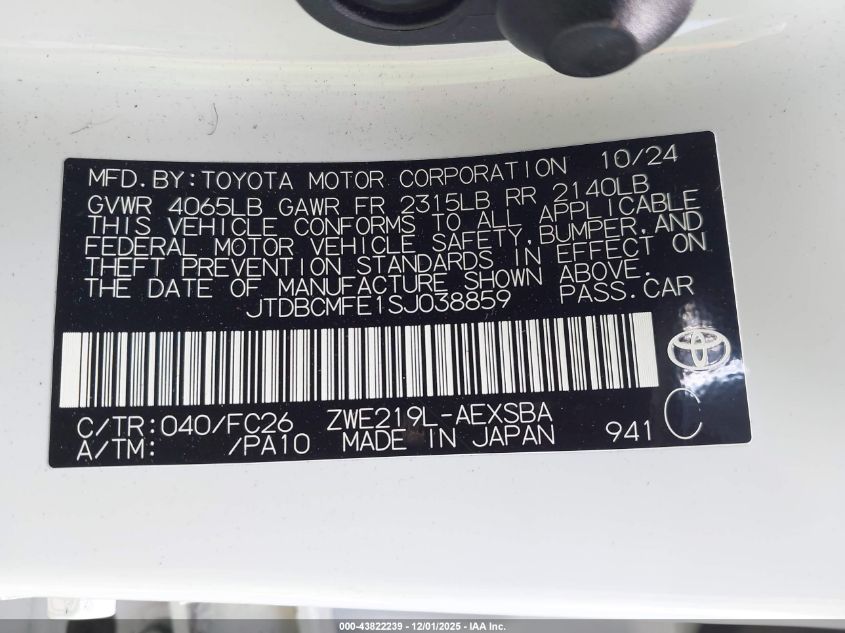 MFD. BY: TOYOTA MOTOR CORPORATION 10/24
GVWR 4065LB GAWR FR 2315LB RR 2140LB
THIS VEHICLE CONFORMS TO ALL APPLICABLE
FEDERAL MOTOR VEHICLE SAFETY, BUMPER, AND
THEFT PREVENTION STANDARDS IN EFFECT ON
THE DATE OF MANUFACTURE SHOWN ABOVE.
JTDBCMFE1SJ038859 PASS. CAR
C/TR: 040/FC26 ZWE219L-AEXSBA
A/TM: /PA10 MADE IN JAPAN 941 C
000-43822239 - 12/01/2025 - IAA Inc.